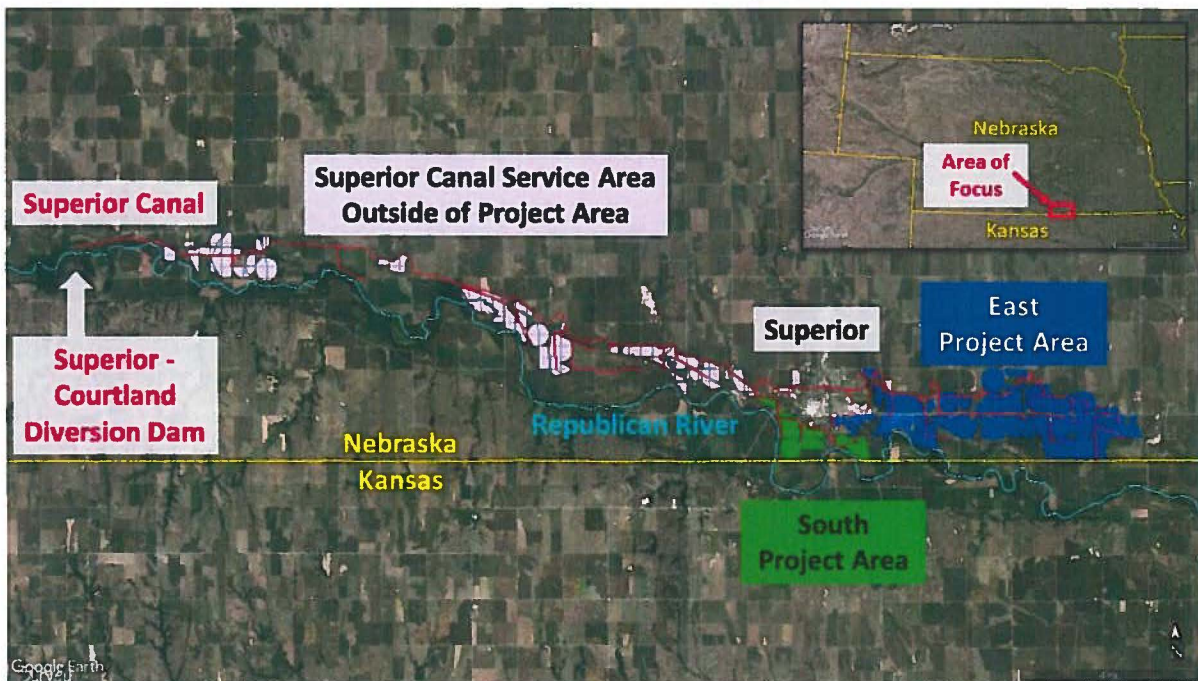 Nebraska
Area of
Focus
Kansas
Superior Canal
Superior Canal Service Area
Outside of Project Area
Superior -
Courtland
Diversion Dam
Superior
East
Project Area
Republican River
Nebraska
Kansas
South
Project Area
Google Earth